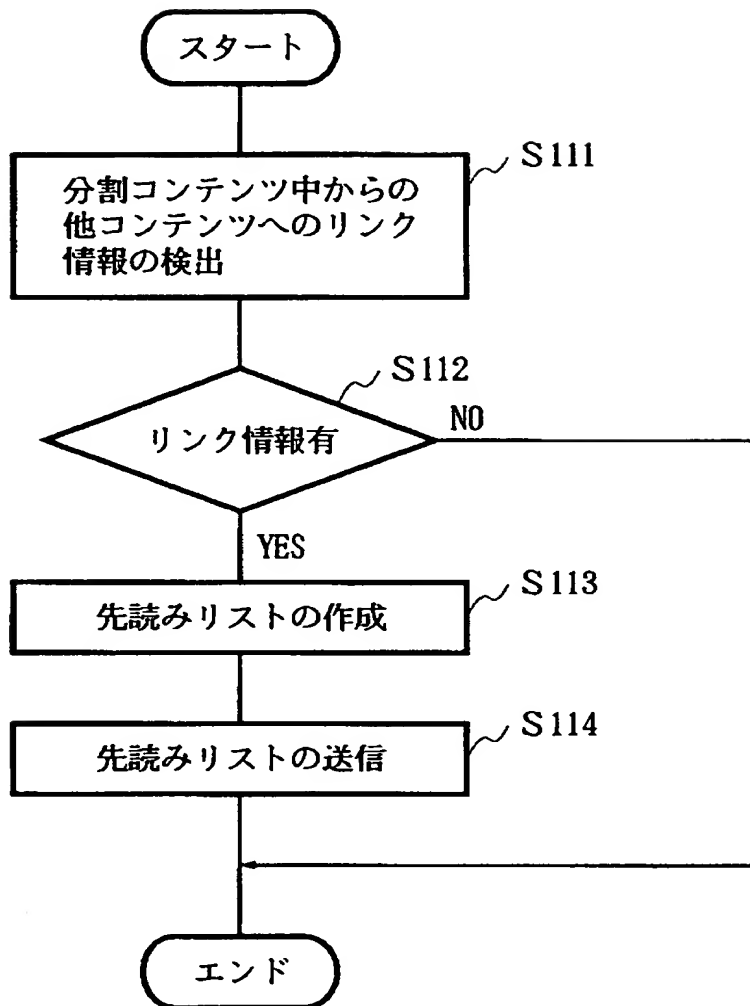 スタート
S111
分割コンテンツ中からの
他コンテンツへのリンク
情報の検出
S112
リンク情報有
NO
YES
S113
先読みリストの作成
S114
先読みリストの送信
エンド